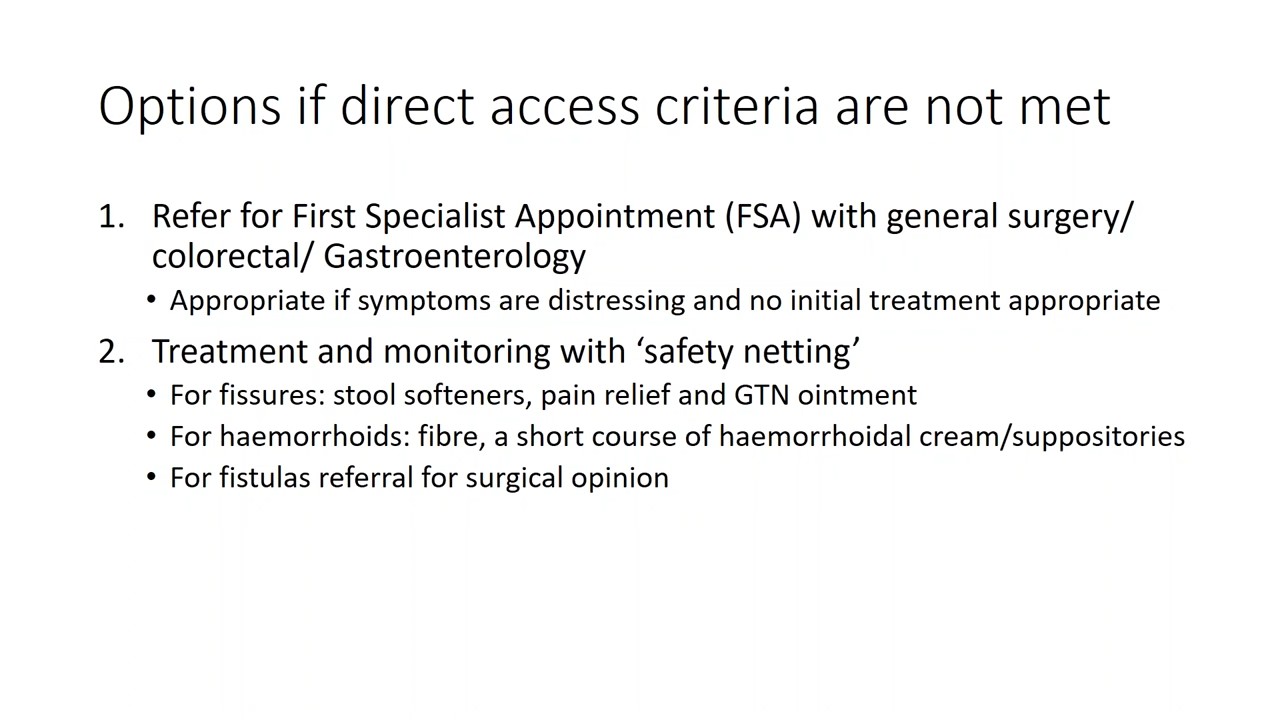 Options if direct access criteria are not met
1. Refer for First Specialist Appointment (FSA) with general surgery/
colorectal/ Gastroenterology
• Appropriate if symptoms are distressing and no initial treatment appropriate
2. Treatment and monitoring with ‘safety netting’
• For fissures: stool softeners, pain relief and GTN ointment
• For haemorrhoids: fibre, a short course of haemorrhoidal cream/suppositories
• For fistulas referral for surgical opinion